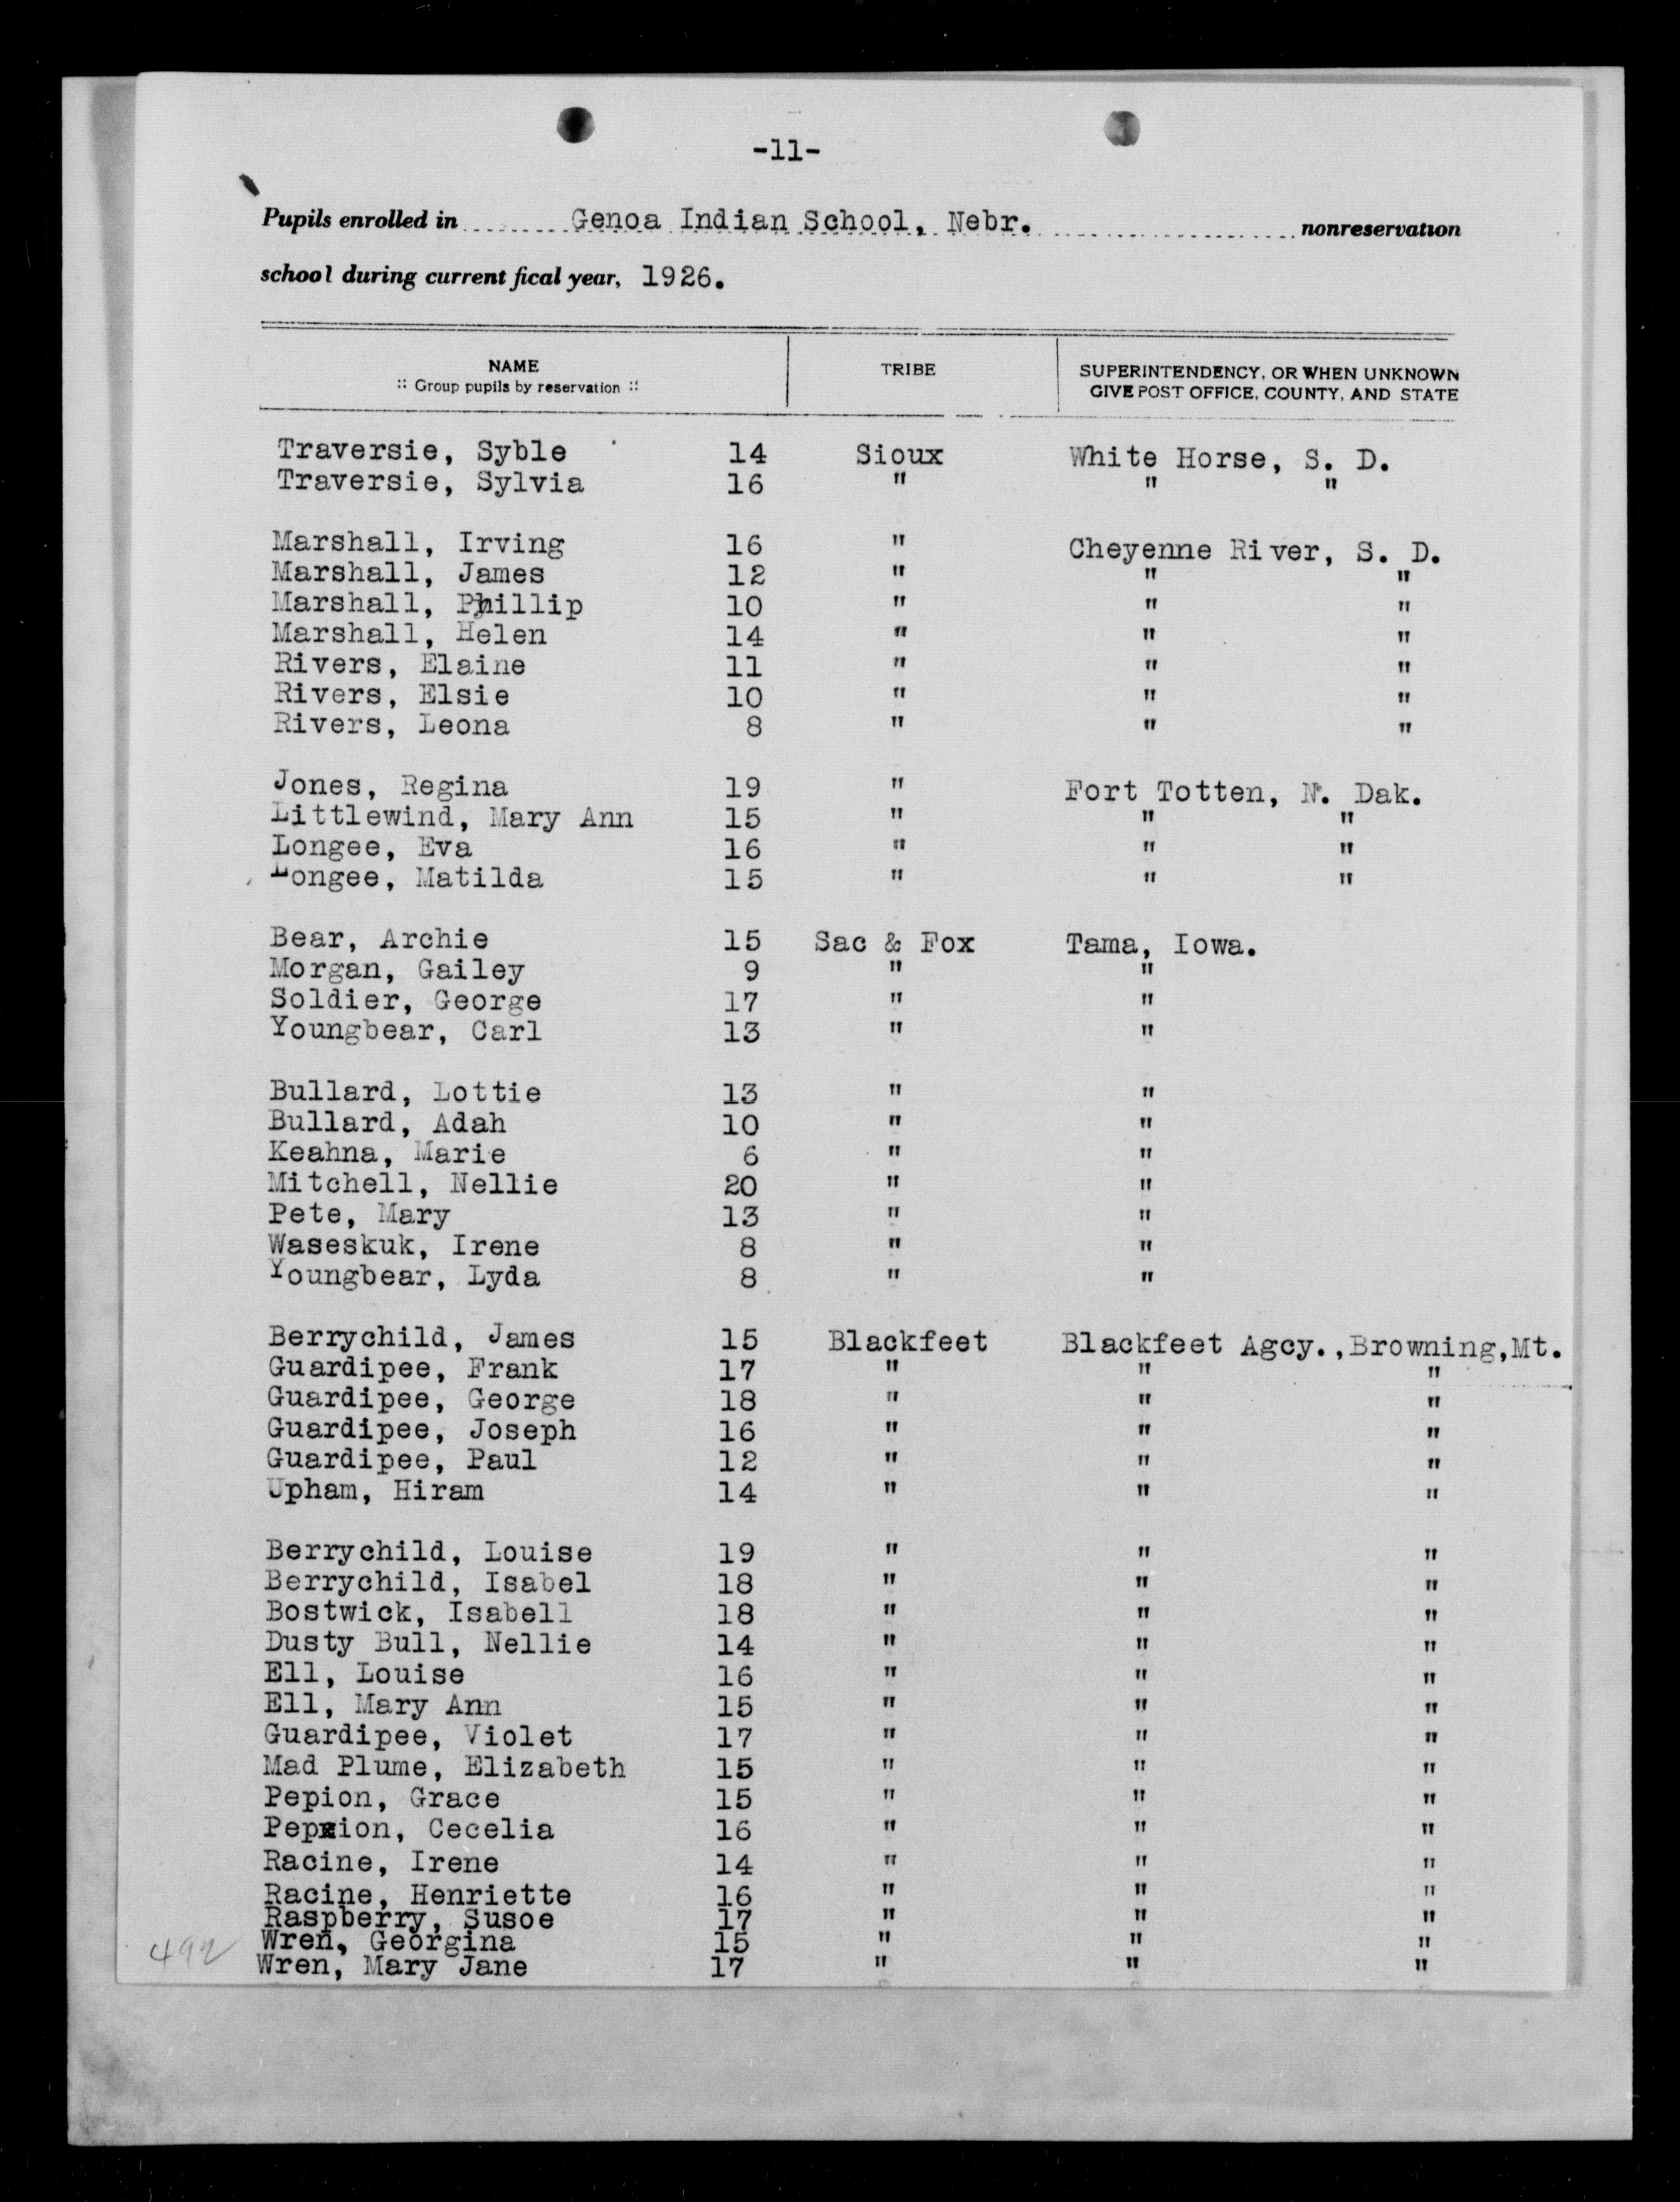 -11-
Pupils enrolled in Genoa Indian School, Nebr. nonreservation
school during current fical year, 1926.
NAME TRIBE SUPERINTENDENCY, OR WHEN UNKNOWN
:: Group pupils by reservation :: GIVE POST OFFICE, COUNTY, AND STATE
Traversie, Syble 14 Sioux White Horse, S. D.
Traversie, Sylvia 16 " " "
Marshall, Irving 16 " Cheyenne River, S. D.
Marshall, James 12 " " "
Marshall, Phillip 10 " " "
Marshall, Helen 14 " " "
Rivers, Elaine 11 " " "
Rivers, Elsie 10 " " "
Rivers, Leona 8 " " "
Jones, Regina 19 " Fort Totten, N. Dak.
Littlewind, Mary Ann 15 " " "
Longee, Eva 16 " " "
Longee, Matilda 15 " " "
Bear, Archie 15 Sac & Fox Tama, Iowa.
Morgan, Gailey 9 " "
Soldier, George 17 " "
Youngbear, Carl 13 " "
Bullard, Lottie 13 " "
Bullard, Adah 10 " "
Keahna, Marie 6 " "
Mitchell, Nellie 20 " "
Pete, Mary 13 " "
Waseskuk, Irene 8 " "
Youngbear, Lyda 8 " "
Berrychild, James 15 Blackfeet Blackfeet Agcy.,Browning,Mt.
Guardipee, Frank 17 " " "
Guardipee, George 18 " " "
Guardipee, Joseph 16 " " "
Guardipee, Paul 12 " " "
Upham, Hiram 14 " " "
Berrychild, Louise 19 " " "
Berrychild, Isabel 18 " " "
Bostwick, Isabell 18 " " "
Dusty Bull, Nellie 14 " " "
Ell, Louise 16 " " "
Ell, Mary Ann 15 " " "
Guardipee, Violet 17 " " "
Mad Plume, Elizabeth 15 " " "
Pepion, Grace 15 " " "
Pepxion, Cecelia 16 " " "
Racine, Irene 14 " " "
Racine, Henriette 16 " " "
Raspberry, Susoe 17 " " "
Wren, Georgina 15 " " "
492
Wren, Mary Jane 17 " " "